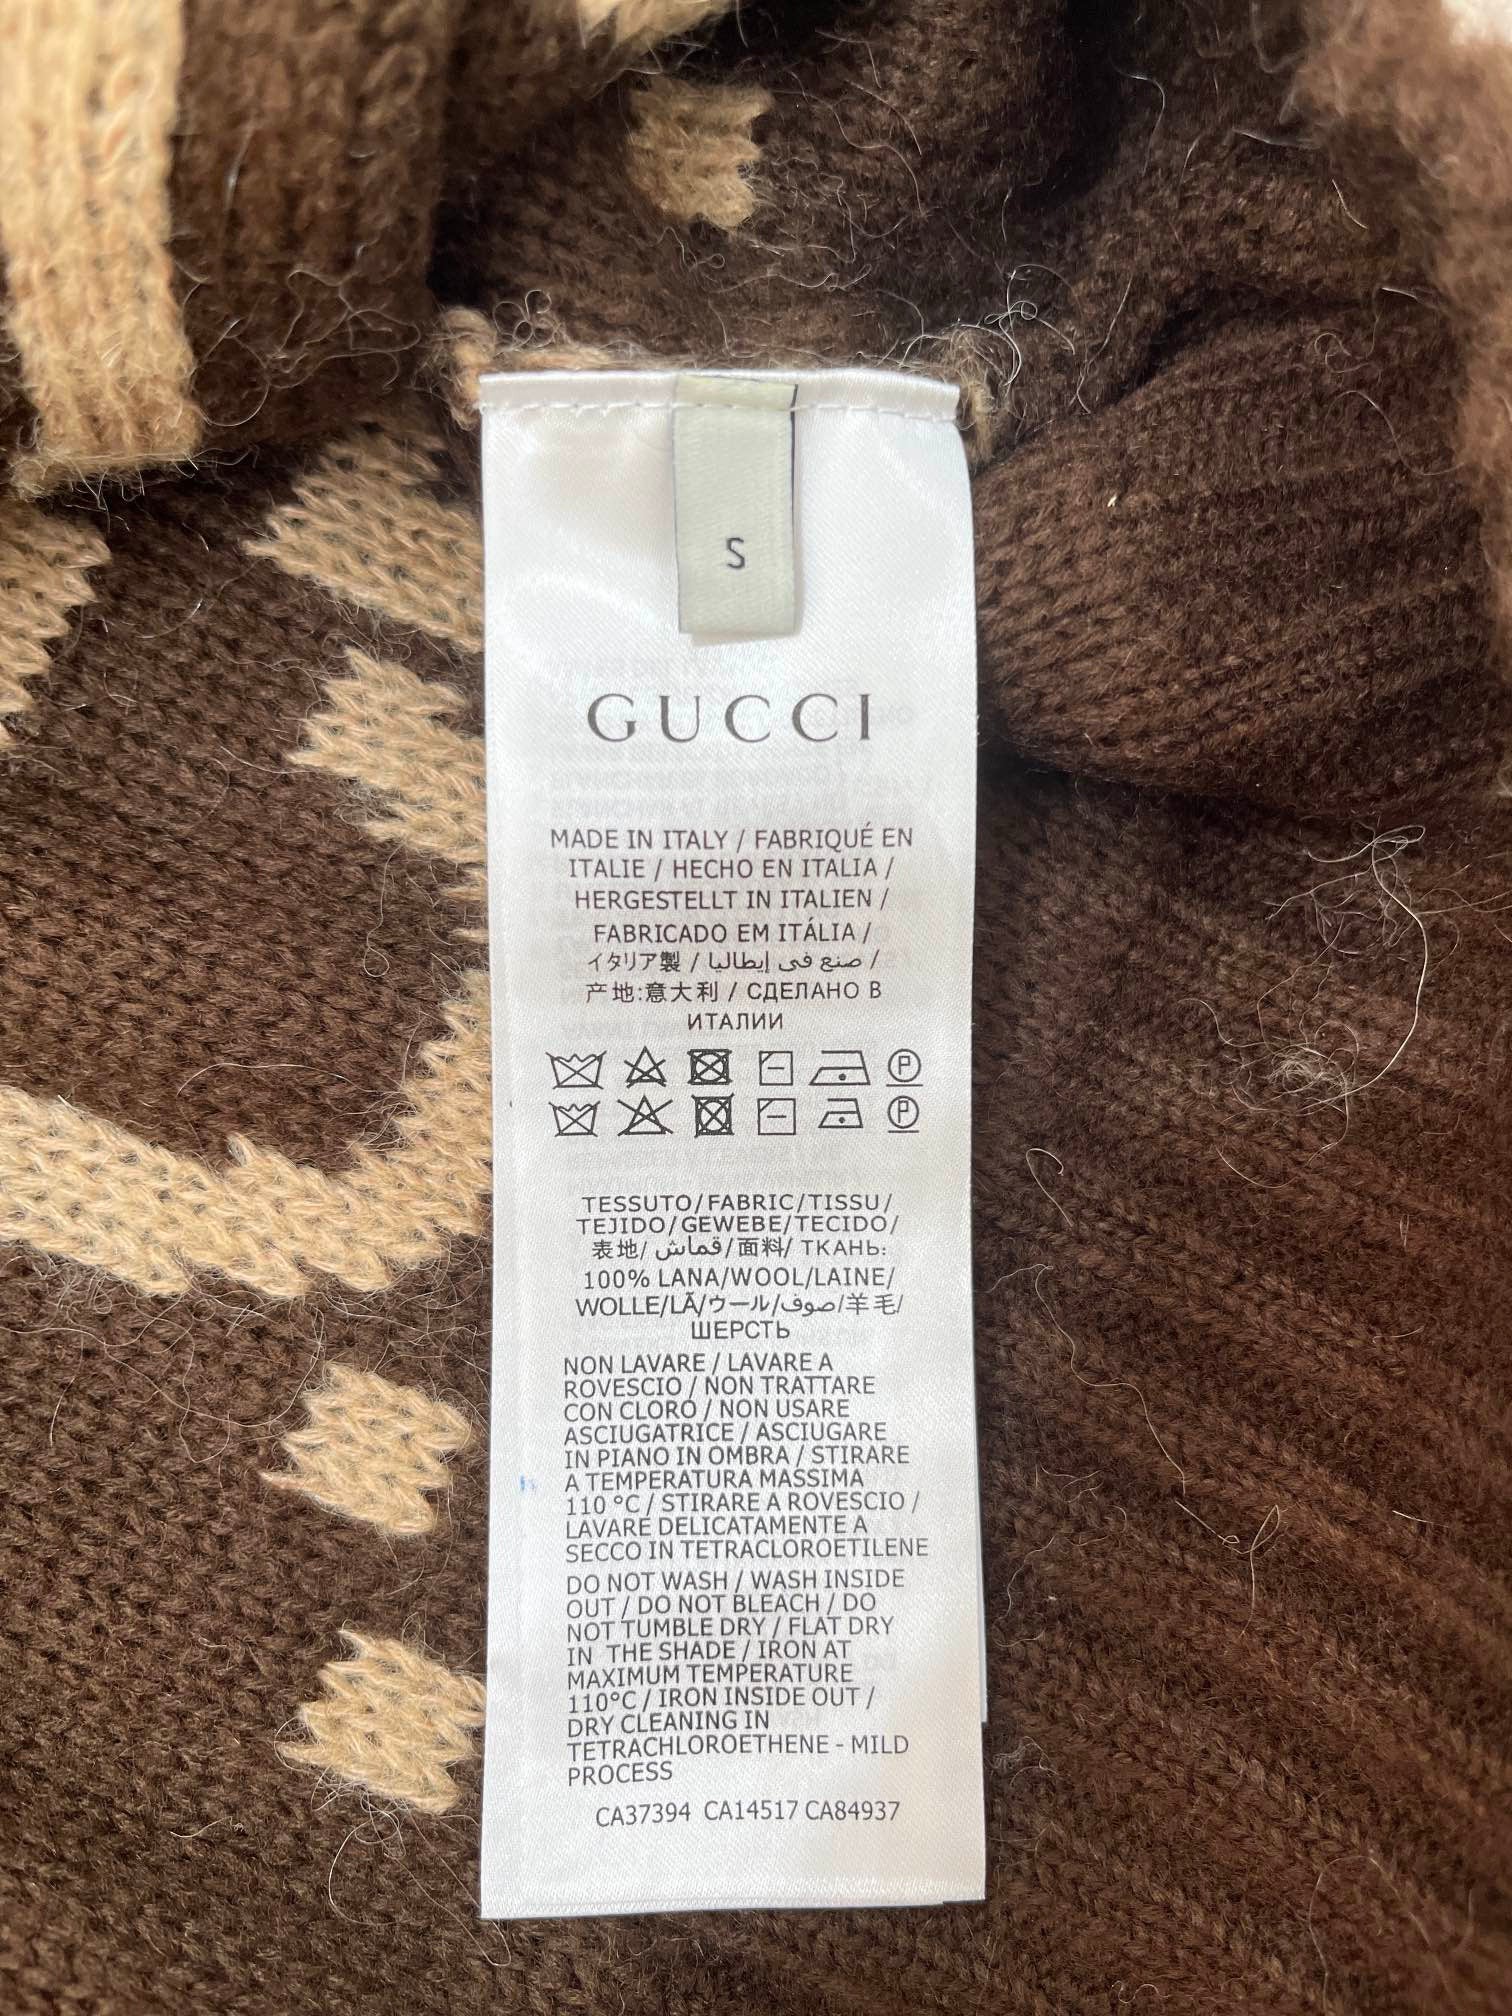 S
GUCCI
MADE IN ITALY / FABRIQUÉ EN
ITALIE / HECHO EN ITALIA /
HERGESTELLT IN ITALIEN /
FABRICADO EM ITÁLIA /
イタリア製 / صنع في إيطاليا /
产地:意大利 / СДЕЛАНО В
ИТАЛИИ
P
P
TESSUTO/FABRIC/TISSU/
TEJIDO/GEWEBE/TECIDO/
表地/ قماش/面料/ ТКАНЬ:
100% LANA/WOOL/LAINE/
WOLLE/LÃ/ウール/صوف/羊毛/
ШЕРСТЬ
NON LAVARE / LAVARE A
ROVESCIO / NON TRATTARE
CON CLORO / NON USARE
ASCIUGATRICE / ASCIUGARE
IN PIANO IN OMBRA / STIRARE
A TEMPERATURA MASSIMA
110 °C / STIRARE A ROVESCIO /
LAVARE DELICATAMENTE A
SECCO IN TETRACLOROETILENE
DO NOT WASH / WASH INSIDE
OUT / DO NOT BLEACH / DO
NOT TUMBLE DRY / FLAT DRY
IN THE SHADE / IRON AT
MAXIMUM TEMPERATURE
110°C / IRON INSIDE OUT /
DRY CLEANING IN
TETRACHLOROETHENE - MILD
PROCESS
CA37394 CA14517 CA84937